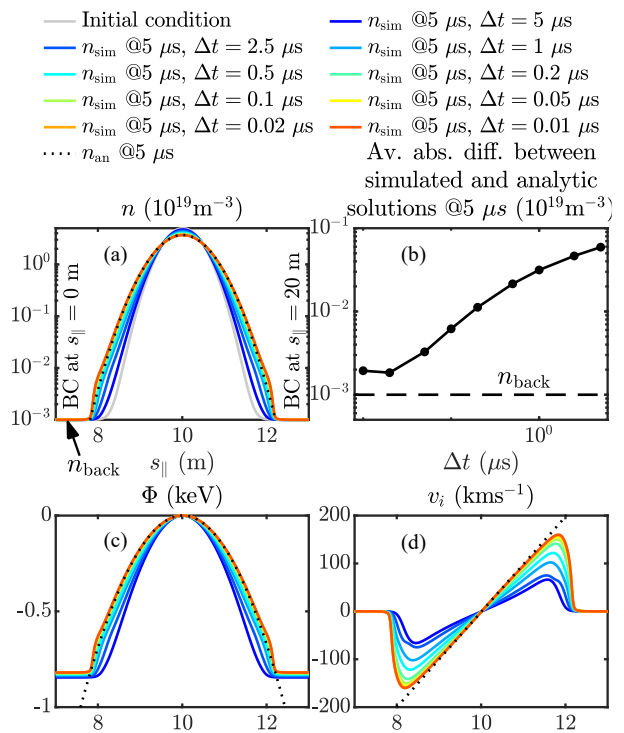 Initial condition
n_sim @5 μs, Δt = 5 μs
n_sim @5 μs, Δt = 2.5 μs
n_sim @5 μs, Δt = 1 μs
n_sim @5 μs, Δt = 0.5 μs
n_sim @5 μs, Δt = 0.2 μs
n_sim @5 μs, Δt = 0.1 μs
n_sim @5 μs, Δt = 0.05 μs
n_sim @5 μs, Δt = 0.02 μs
n_sim @5 μs, Δt = 0.01 μs
n_an @5 μs
Av. abs. diff. between
simulated and analytic
solutions @5 μs (10^19 m^-3)
n (10^19 m^-3)
(a)
10^0
10^-1
10^-2
10^-3
BC at s_∥ = 0 m
BC at s_∥ = 20 m
n_back
8 10 12
s_∥ (m)
(b)
10^-1
10^-2
10^-3
n_back
10^0
Δt (μs)
Φ (keV)
(c)
0
-0.5
-1
8 10 12
v_i (kms^-1)
(d)
200
100
0
-100
-200
8 10 12